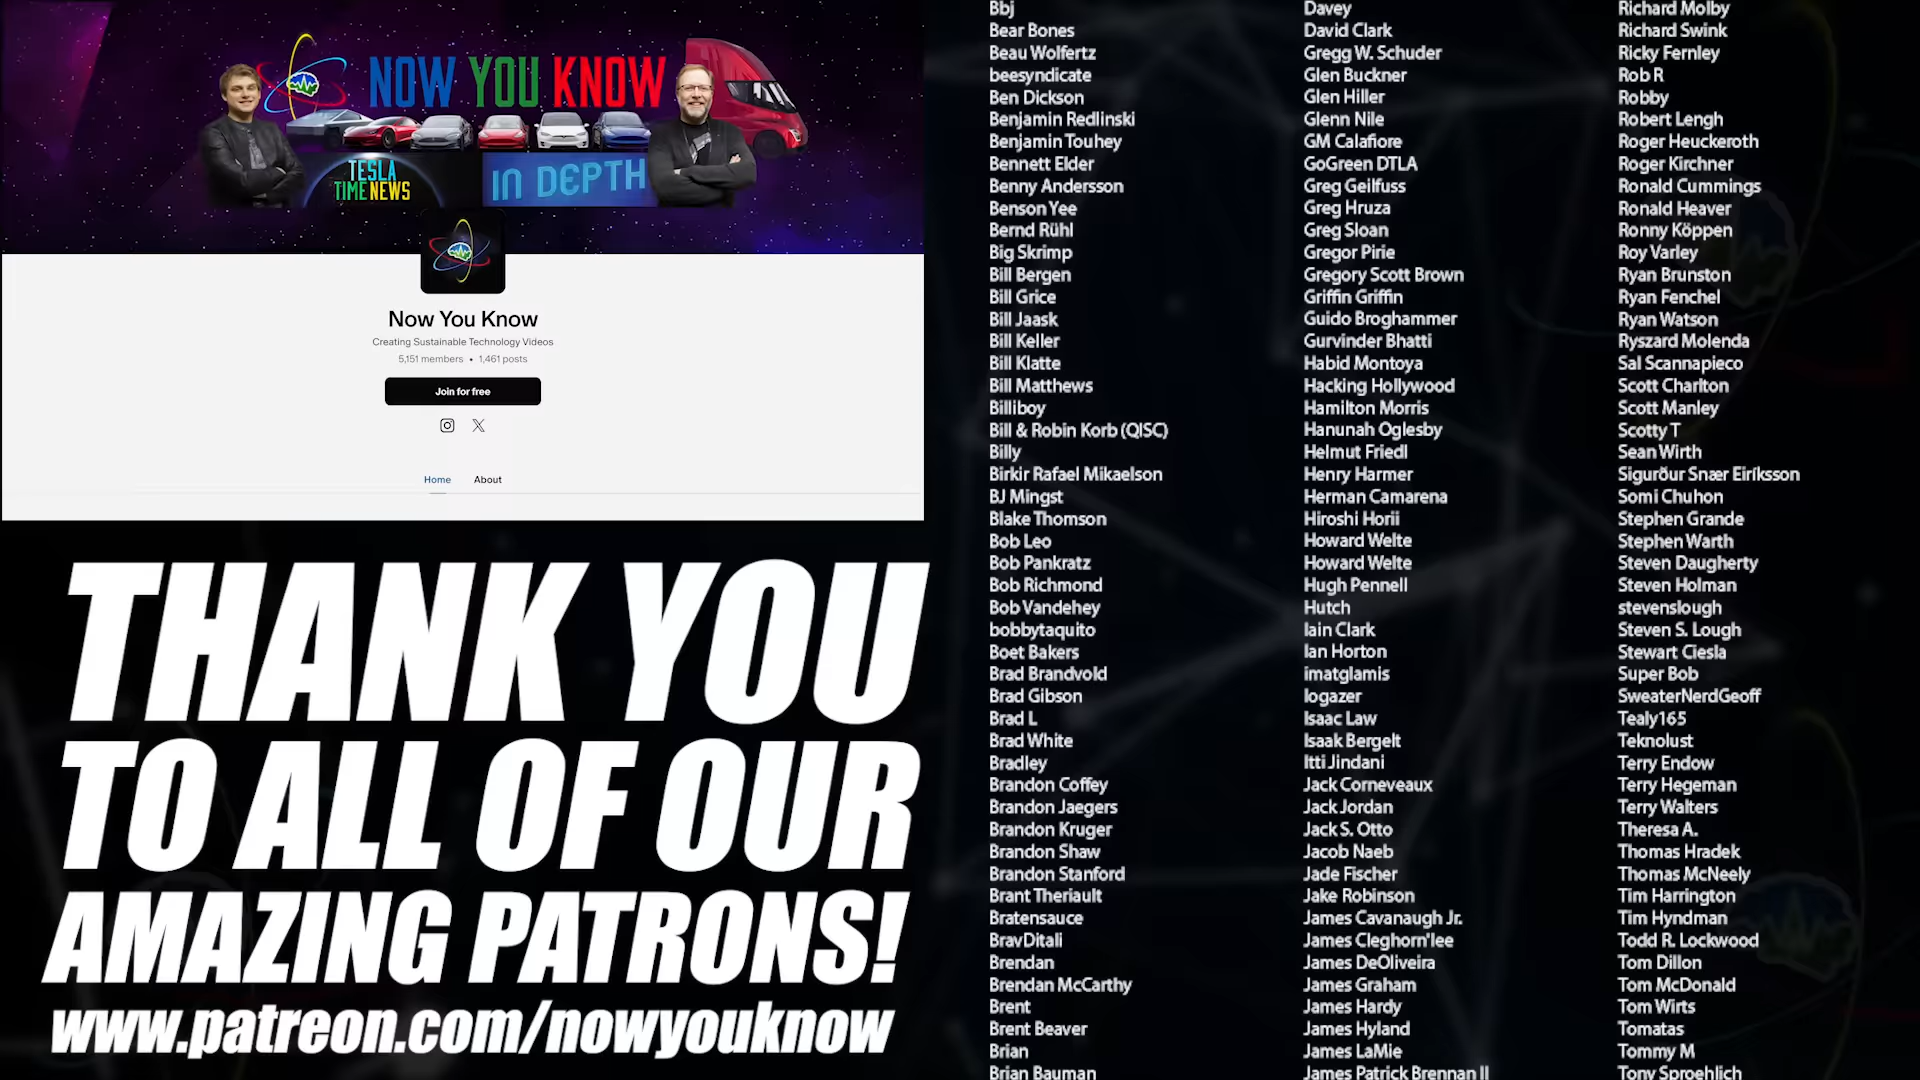 NOW YOU KNOW
TESLA
TIME NEWS
IN DEPTH
Now You Know
Creating Sustainable Technology Videos
5,151 members • 1,461 posts
Join for free
Home About
THANK YOU
TO ALL OF OUR
AMAZING PATRONS!
www.patreon.com/nowyouknow
Bbj
Bear Bones
Beau Wolfertz
beesyndicate
Ben Dickson
Benjamin Redlinski
Benjamin Touhey
Bennett Elder
Benny Andersson
Benson Yee
Bernd Rühl
Big Skrimp
Bill Bergen
Bill Grice
Bill Jaask
Bill Keller
Bill Klatte
Bill Matthews
Billiboy
Bill & Robin Korb (QISC)
Billy
Birkir Rafael Mikaelson
BJ Mingst
Blake Thomson
Bob Leo
Bob Pankratz
Bob Richmond
Bob Vandehey
bobbytaquito
Boet Bakers
Brad Brandvold
Brad Gibson
Brad L
Brad White
Bradley
Brandon Coffey
Brandon Jaegers
Brandon Kruger
Brandon Shaw
Brandon Stanford
Brant Theriault
Bratensauce
BravDitali
Brendan
Brendan McCarthy
Brent
Brent Beaver
Brian
Brian Bauman
Davey
David Clark
Gregg W. Schuder
Glen Buckner
Glen Hiller
Glenn Nile
GM Calafiore
GoGreen DTLA
Greg Geilfuss
Greg Hruza
Greg Sloan
Gregor Pirie
Gregory Scott Brown
Griffin Griffin
Guido Broghammer
Gurvinder Bhatti
Habid Montoya
Hacking Hollywood
Hamilton Morris
Hanunah Oglesby
Helmut Friedl
Henry Harmer
Herman Camarena
Hiroshi Horii
Howard Welte
Howard Welte
Hugh Pennell
Hutch
Iain Clark
Ian Horton
imatglamis
logazer
Isaac Law
Isaak Bergelt
Itti Jindani
Jack Corneveaux
Jack Jordan
Jack S. Otto
Jacob Naeb
Jade Fischer
Jake Robinson
James Cavanaugh Jr.
James Cleghorn'lee
James DeOliveira
James Graham
James Hardy
James Hyland
James LaMie
James Patrick Brennan II
Richard Molby
Richard Swink
Ricky Fernley
Rob R
Robby
Robert Lengh
Roger Heuckeroth
Roger Kirchner
Ronald Cummings
Ronald Heaver
Ronny Köppen
Roy Varley
Ryan Brunston
Ryan Fenchel
Ryan Watson
Ryszard Molenda
Sal Scannapieco
Scott Charlton
Scott Manley
Scotty T
Sean Wirth
Sigurður Snær Eiríksson
Somi Chuhon
Stephen Grande
Stephen Warth
Steven Daugherty
Steven Holman
stevenslough
Steven S. Lough
Stewart Ciesla
Super Bob
SweaterNerdGeoff
Tealy165
Teknolust
Terry Endow
Terry Hegeman
Terry Walters
Theresa A.
Thomas Hradek
Thomas McNeely
Tim Harrington
Tim Hyndman
Todd R. Lockwood
Tom Dillon
Tom McDonald
Tom Wirts
Tomatas
Tommy M
Tony Sproehlich